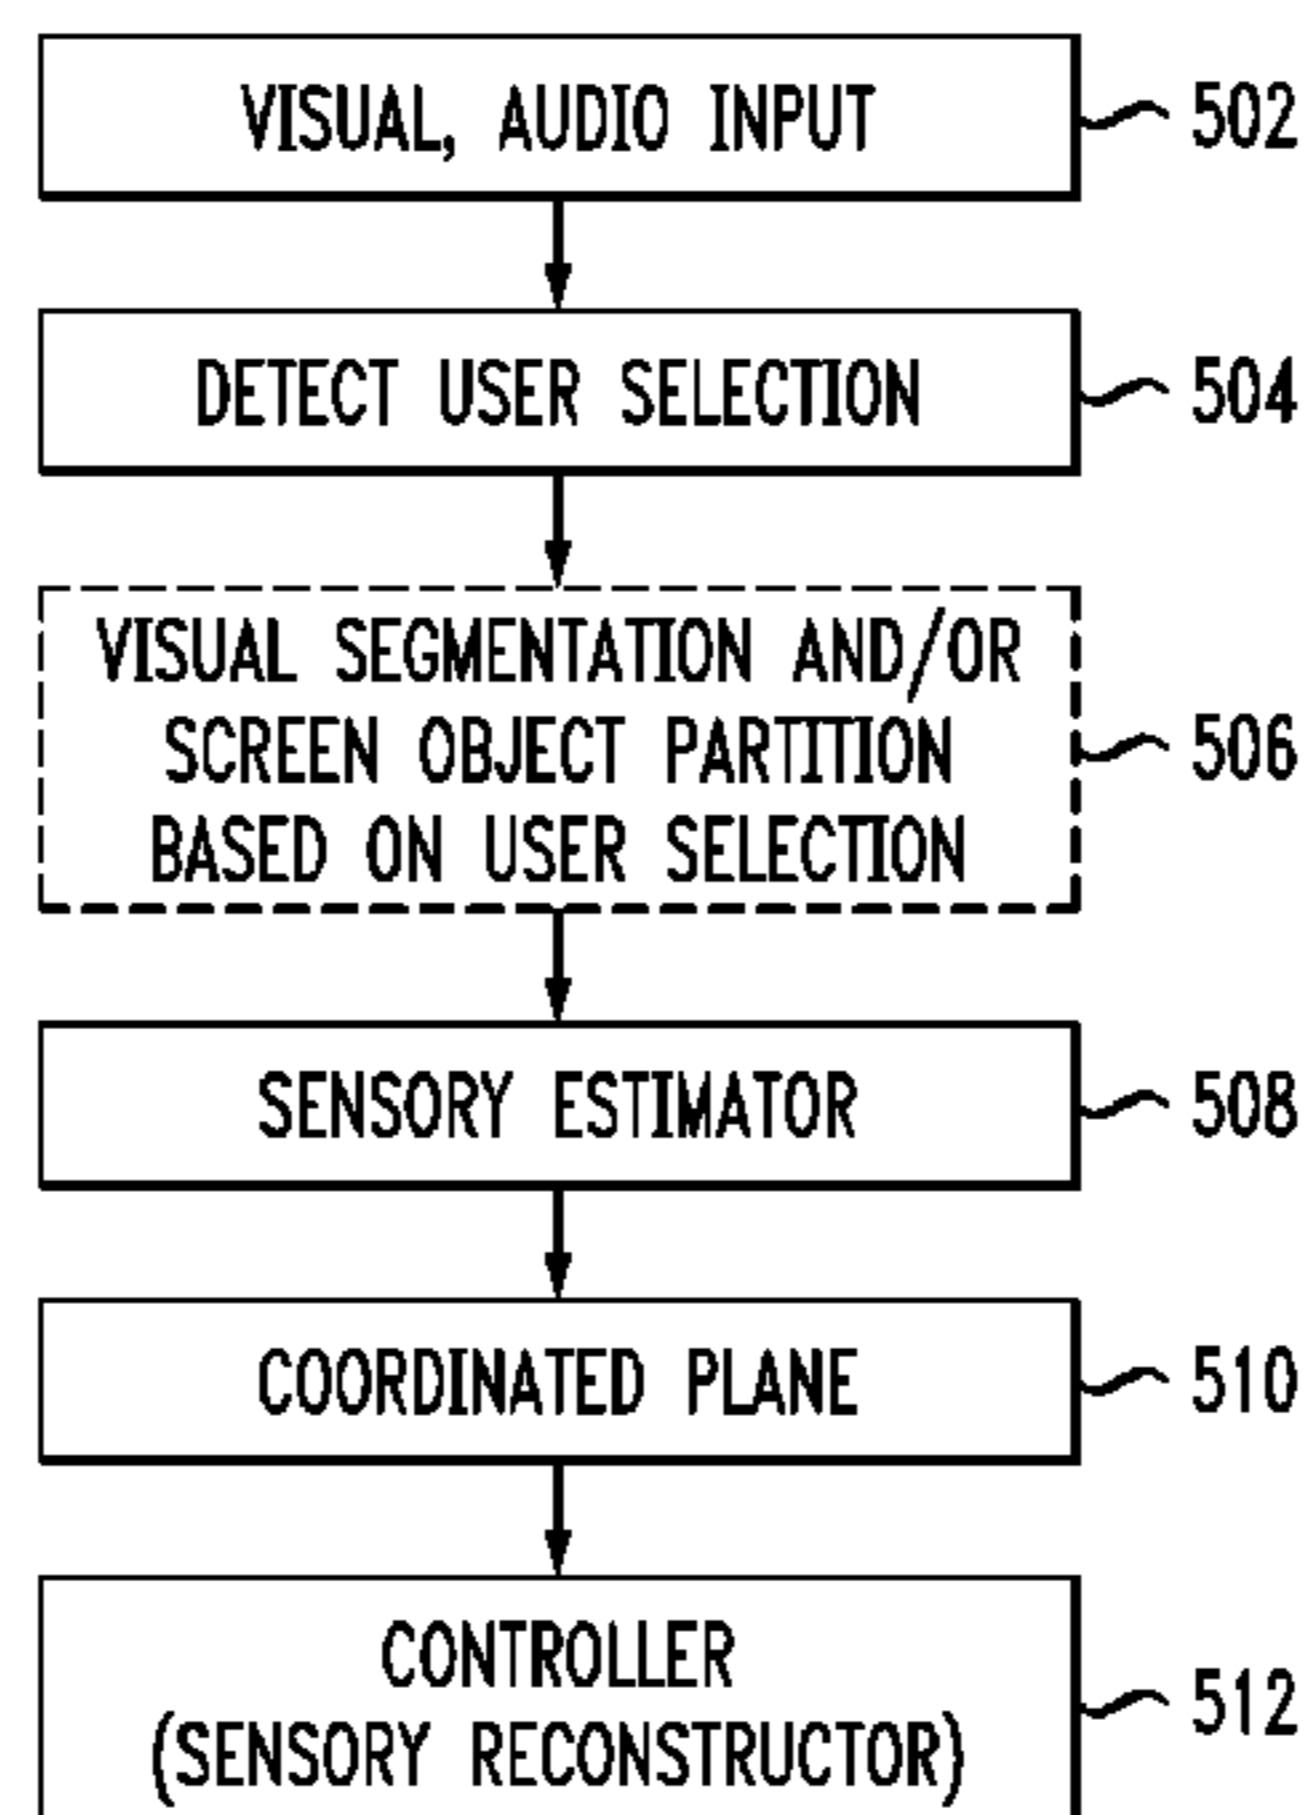 VISUAL, AUDIO INPUT
502
DETECT USER SELECTION
504
VISUAL SEGMENTATION AND/OR
SCREEN OBJECT PARTITION
BASED ON USER SELECTION
506
SENSORY ESTIMATOR
508
COORDINATED PLANE
510
CONTROLLER
(SENSORY RECONSTRUCTOR)
512